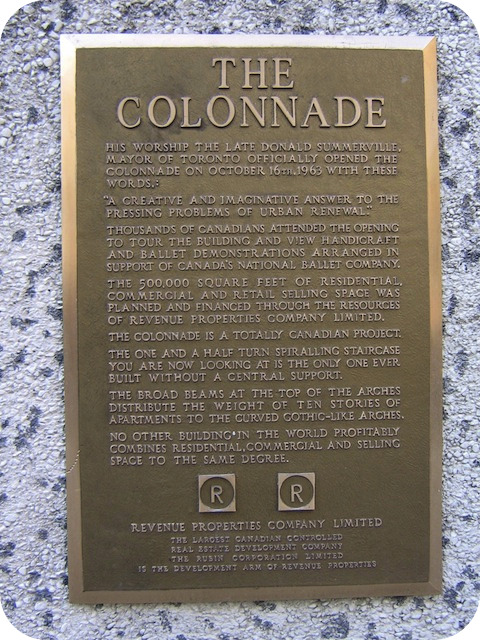 THE
COLONNADE
HIS WORSHIP THE LATE DONALD SUMMERVILLE,
MAYOR OF TORONTO OFFICIALLY OPENED THE
COLONNADE ON OCTOBER 16TH, 1963 WITH THESE
WORDS,:
"A CREATIVE AND IMAGINATIVE ANSWER TO THE
PRESSING PROBLEMS OF URBAN RENEWAL."
THOUSANDS OF CANADIANS ATTENDED THE OPENING
TO TOUR THE BUILDING AND VIEW HANDICRAFT
AND BALLET DEMONSTRATIONS ARRANGED IN
SUPPORT OF CANADA'S NATIONAL BALLET COMPANY.
THE 500,000 SQUARE FEET OF RESIDENTIAL,
COMMERCIAL AND RETAIL SELLING SPACE WAS
PLANNED AND FINANCED THROUGH THE RESOURCES
OF REVENUE PROPERTIES COMPANY LIMITED.
THE COLONNADE IS A TOTALLY CANADIAN PROJECT.
THE ONE AND A HALF TURN SPIRALLING STAIRCASE
YOU ARE NOW LOOKING AT IS THE ONLY ONE EVER
BUILT WITHOUT A CENTRAL SUPPORT.
THE BROAD BEAMS AT THE TOP OF THE ARCHES
DISTRIBUTE THE WEIGHT OF TEN STORIES OF
APARTMENTS TO THE CURVED GOTHIC-LIKE ARCHES.
NO OTHER BUILDING IN THE WORLD PROFITABLY
COMBINES RESIDENTIAL, COMMERCIAL AND SELLING
SPACE TO THE SAME DEGREE.
R R
REVENUE PROPERTIES COMPANY LIMITED
THE LARGEST CANADIAN CONTROLLED
REAL ESTATE DEVELOPMENT COMPANY
THE RUBIN CORPORATION LIMITED
IS THE DEVELOPMENT ARM OF REVENUE PROPERTIES